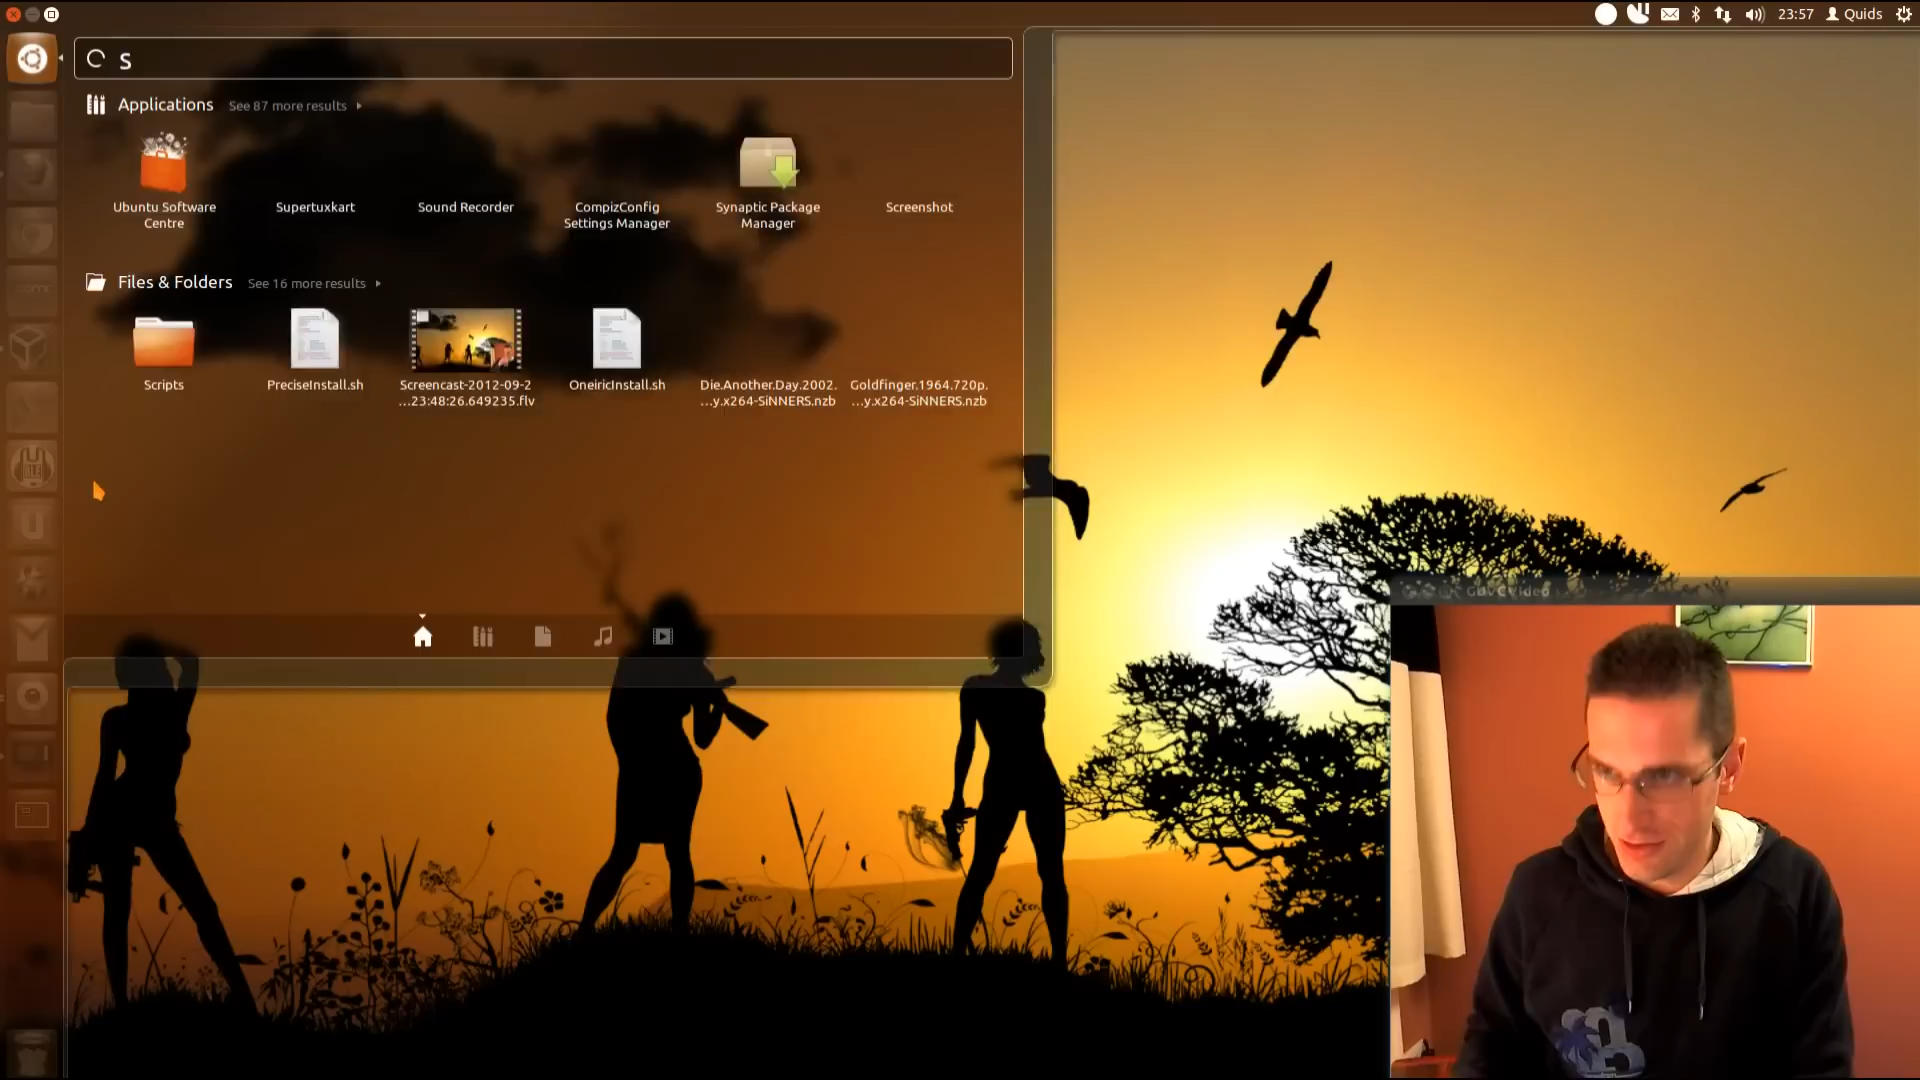 23:57 Quids
s
Applications See 87 more results
Ubuntu Software
Centre
Supertuxkart
Sound Recorder
CompizConfig
Settings Manager
Synaptic Package
Manager
Screenshot
Files & Folders See 16 more results
Scripts
PreciseInstall.sh
Screencast-2012-09-2
...23:48:26.649235.flv
OneiricInstall.sh
Die.Another.Day.2002.
...y.x264-SiNNERS.nzb
Goldfinger.1964.720p.
...y.x264-SiNNERS.nzb